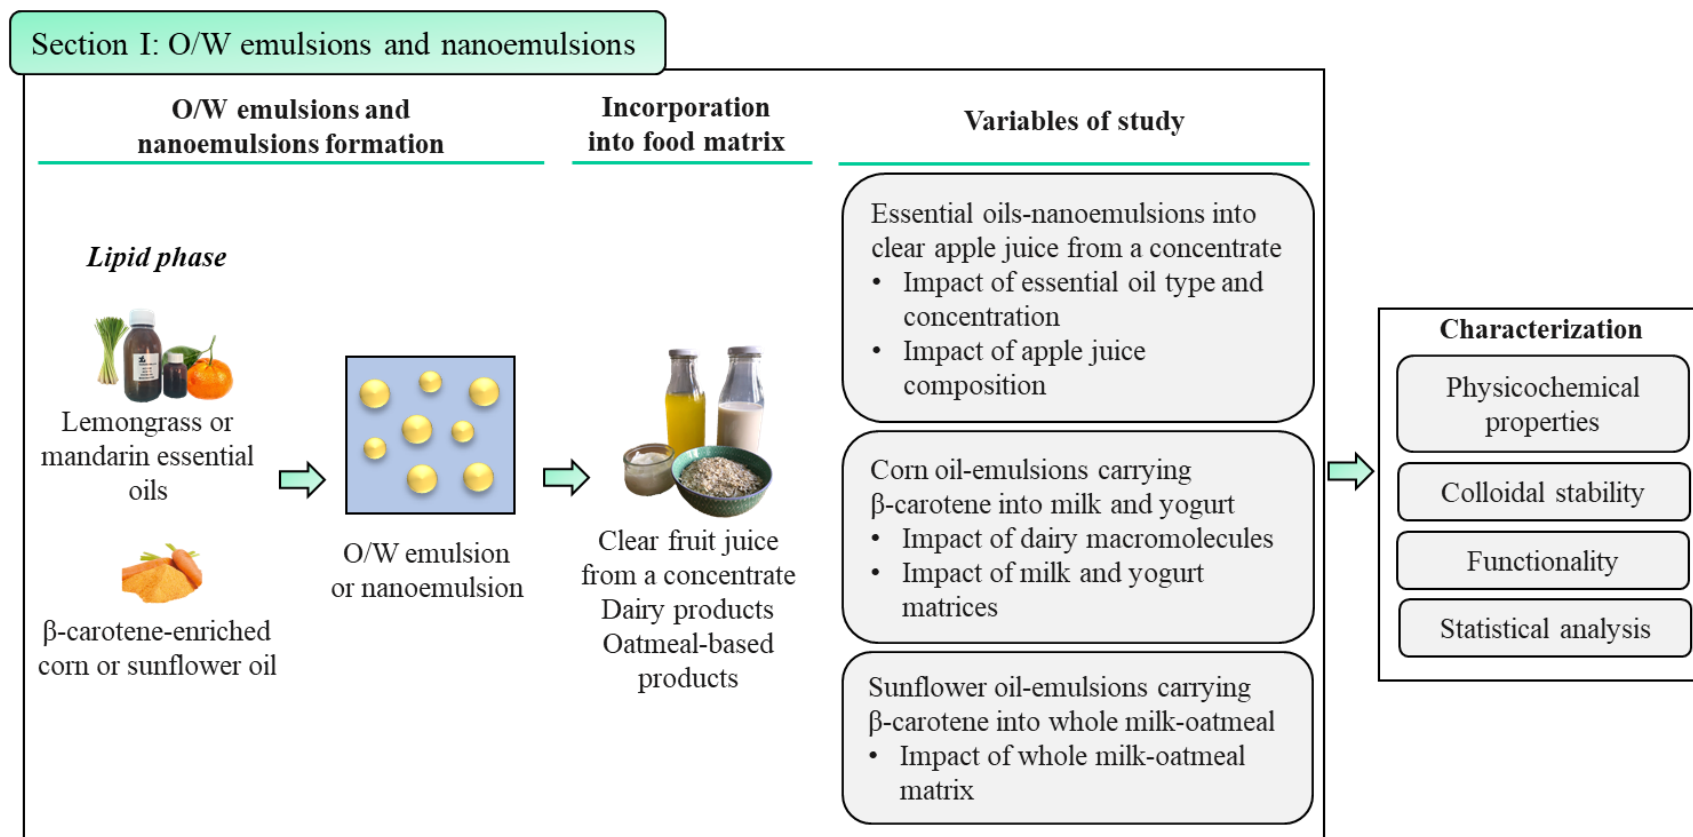 Section I: O/W emulsions and nanoemulsions
O/W emulsions and
nanoemulsions formation
Lipid phase
Lemongrass or
mandarin essential
oils
β-carotene-enriched
corn or sunflower oil
O/W emulsion
or nanoemulsion
Incorporation
into food matrix
Clear fruit juice
from a concentrate
Dairy products
Oatmeal-based
products
Variables of study
Essential oils-nanoemulsions into
clear apple juice from a concentrate
• Impact of essential oil type and
concentration
• Impact of apple juice
composition
Corn oil-emulsions carrying
β-carotene into milk and yogurt
• Impact of dairy macromolecules
• Impact of milk and yogurt
matrices
Sunflower oil-emulsions carrying
β-carotene into whole milk-oatmeal
• Impact of whole milk-oatmeal
matrix
Characterization
Physicochemical
properties
Colloidal stability
Functionality
Statistical analysis